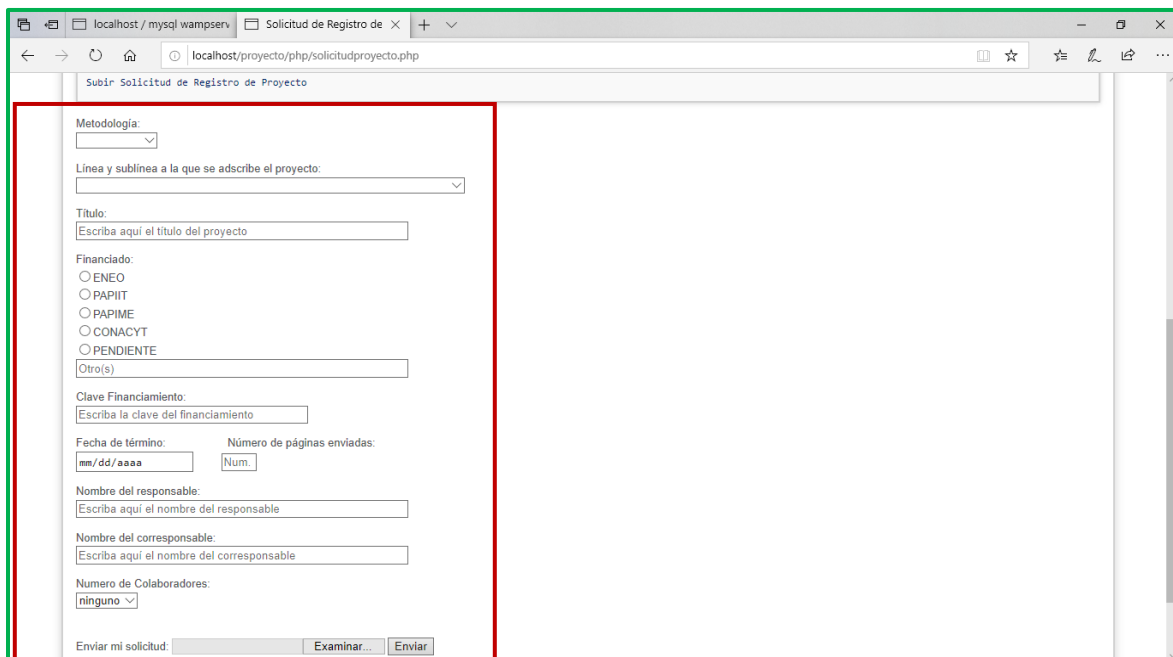 localhost / mysql wampserv
Solicitud de Registro de
localhost/proyecto/php/solicitudproyecto.php
Subir Solicitud de Registro de Proyecto
Metodología:
Línea y sublínea a la que se adscribe el proyecto:
Título:
Escriba aquí el título del proyecto
Financiado:
ENEO
PAPIIT
PAPIME
CONACYT
PENDIENTE
Otro(s)
Clave Financiamiento:
Escriba la clave del financiamiento
Fecha de término: Número de páginas enviadas:
mm/dd/aaaa Num.
Nombre del responsable:
Escriba aquí el nombre del responsable
Nombre del corresponsable:
Escriba aquí el nombre del corresponsable
Numero de Colaboradores:
ninguno
Enviar mi solicitud: Examinar... Enviar